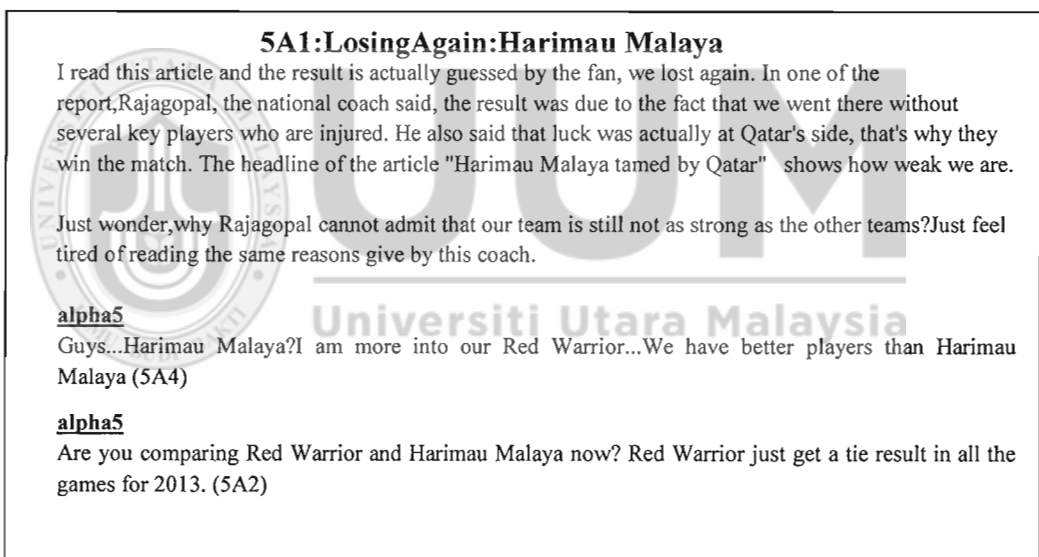 5A1:LosingAgain:Harimau Malaya
I read this article and the result is actually guessed by the fan, we lost again. In one of the
report,Rajagopal, the national coach said, the result was due to the fact that we went there without
several key players who are injured. He also said that luck was actually at Qatar's side, that's why they
win the match. The headline of the article "Harimau Malaya tamed by Qatar" shows how weak we are.
Just wonder,why Rajagopal cannot admit that our team is still not as strong as the other teams?Just feel
tired of reading the same reasons give by this coach.
UUM
Universiti Utara Malaysia
alpha5
Guys...Harimau Malaya?I am more into our Red Warrior...We have better players than Harimau
Malaya (5A4)
alpha5
Are you comparing Red Warrior and Harimau Malaya now? Red Warrior just get a tie result in all the
games for 2013. (5A2)